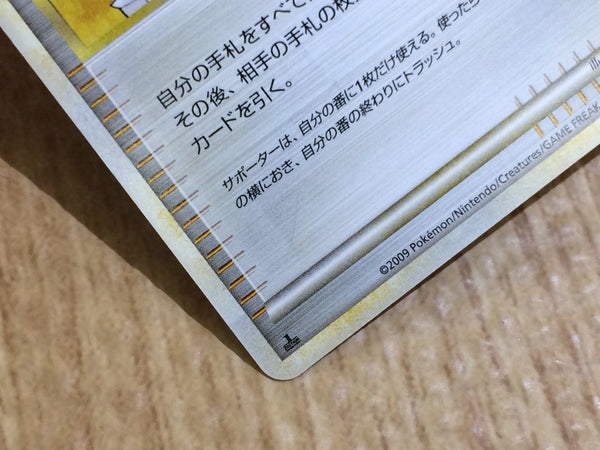 自分の手札をすべて
その後、相手の手札の枚
カードを引く。
サポーターは、自分の番に1枚だけ使える。使ったら
の横におき、自分の番の終わりにトラッシュ。
Illu
©2009 Pokémon/Nintendo/Creatures/GAME FREAK
1